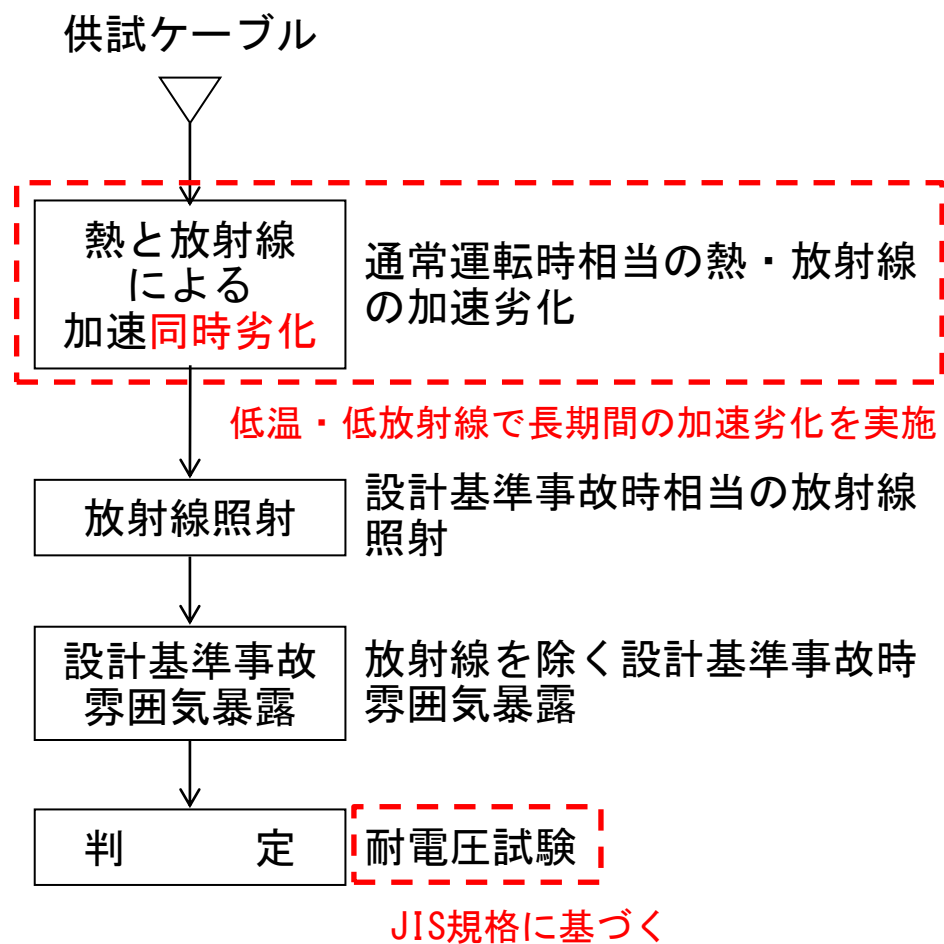 供試ケーブル
熱と放射線
による
加速同時劣化
通常運転時相当の熱・放射線
の加速劣化
低温・低放射線で長期間の加速劣化を実施
放射線照射
設計基準事故時相当の放射線
照射
設計基準事故
雰囲気暴露
放射線を除く設計基準事故時
雰囲気暴露
判　　　定
耐電圧試験
JIS規格に基づく